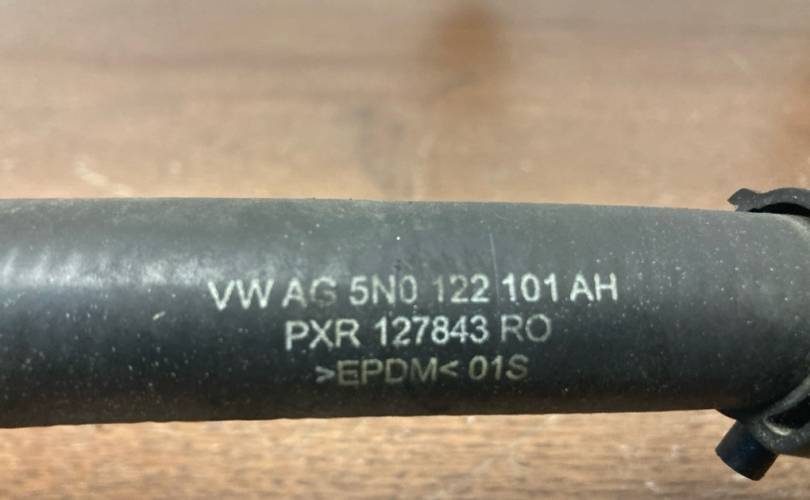 VW AG 5N0 122 101 AH
PXR 127843 RO
>EPDM< 01S